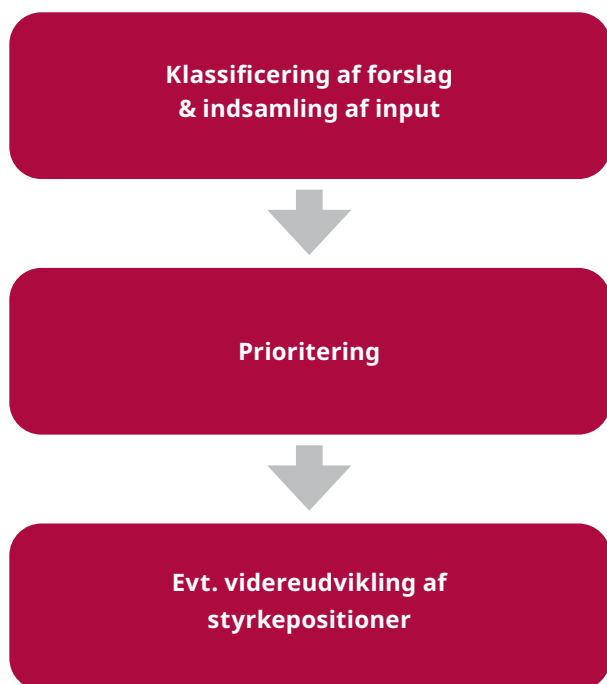 Klassificering af forslag
& indsamling af input
Prioritering
Evt. videreudvikling af
styrkepositioner